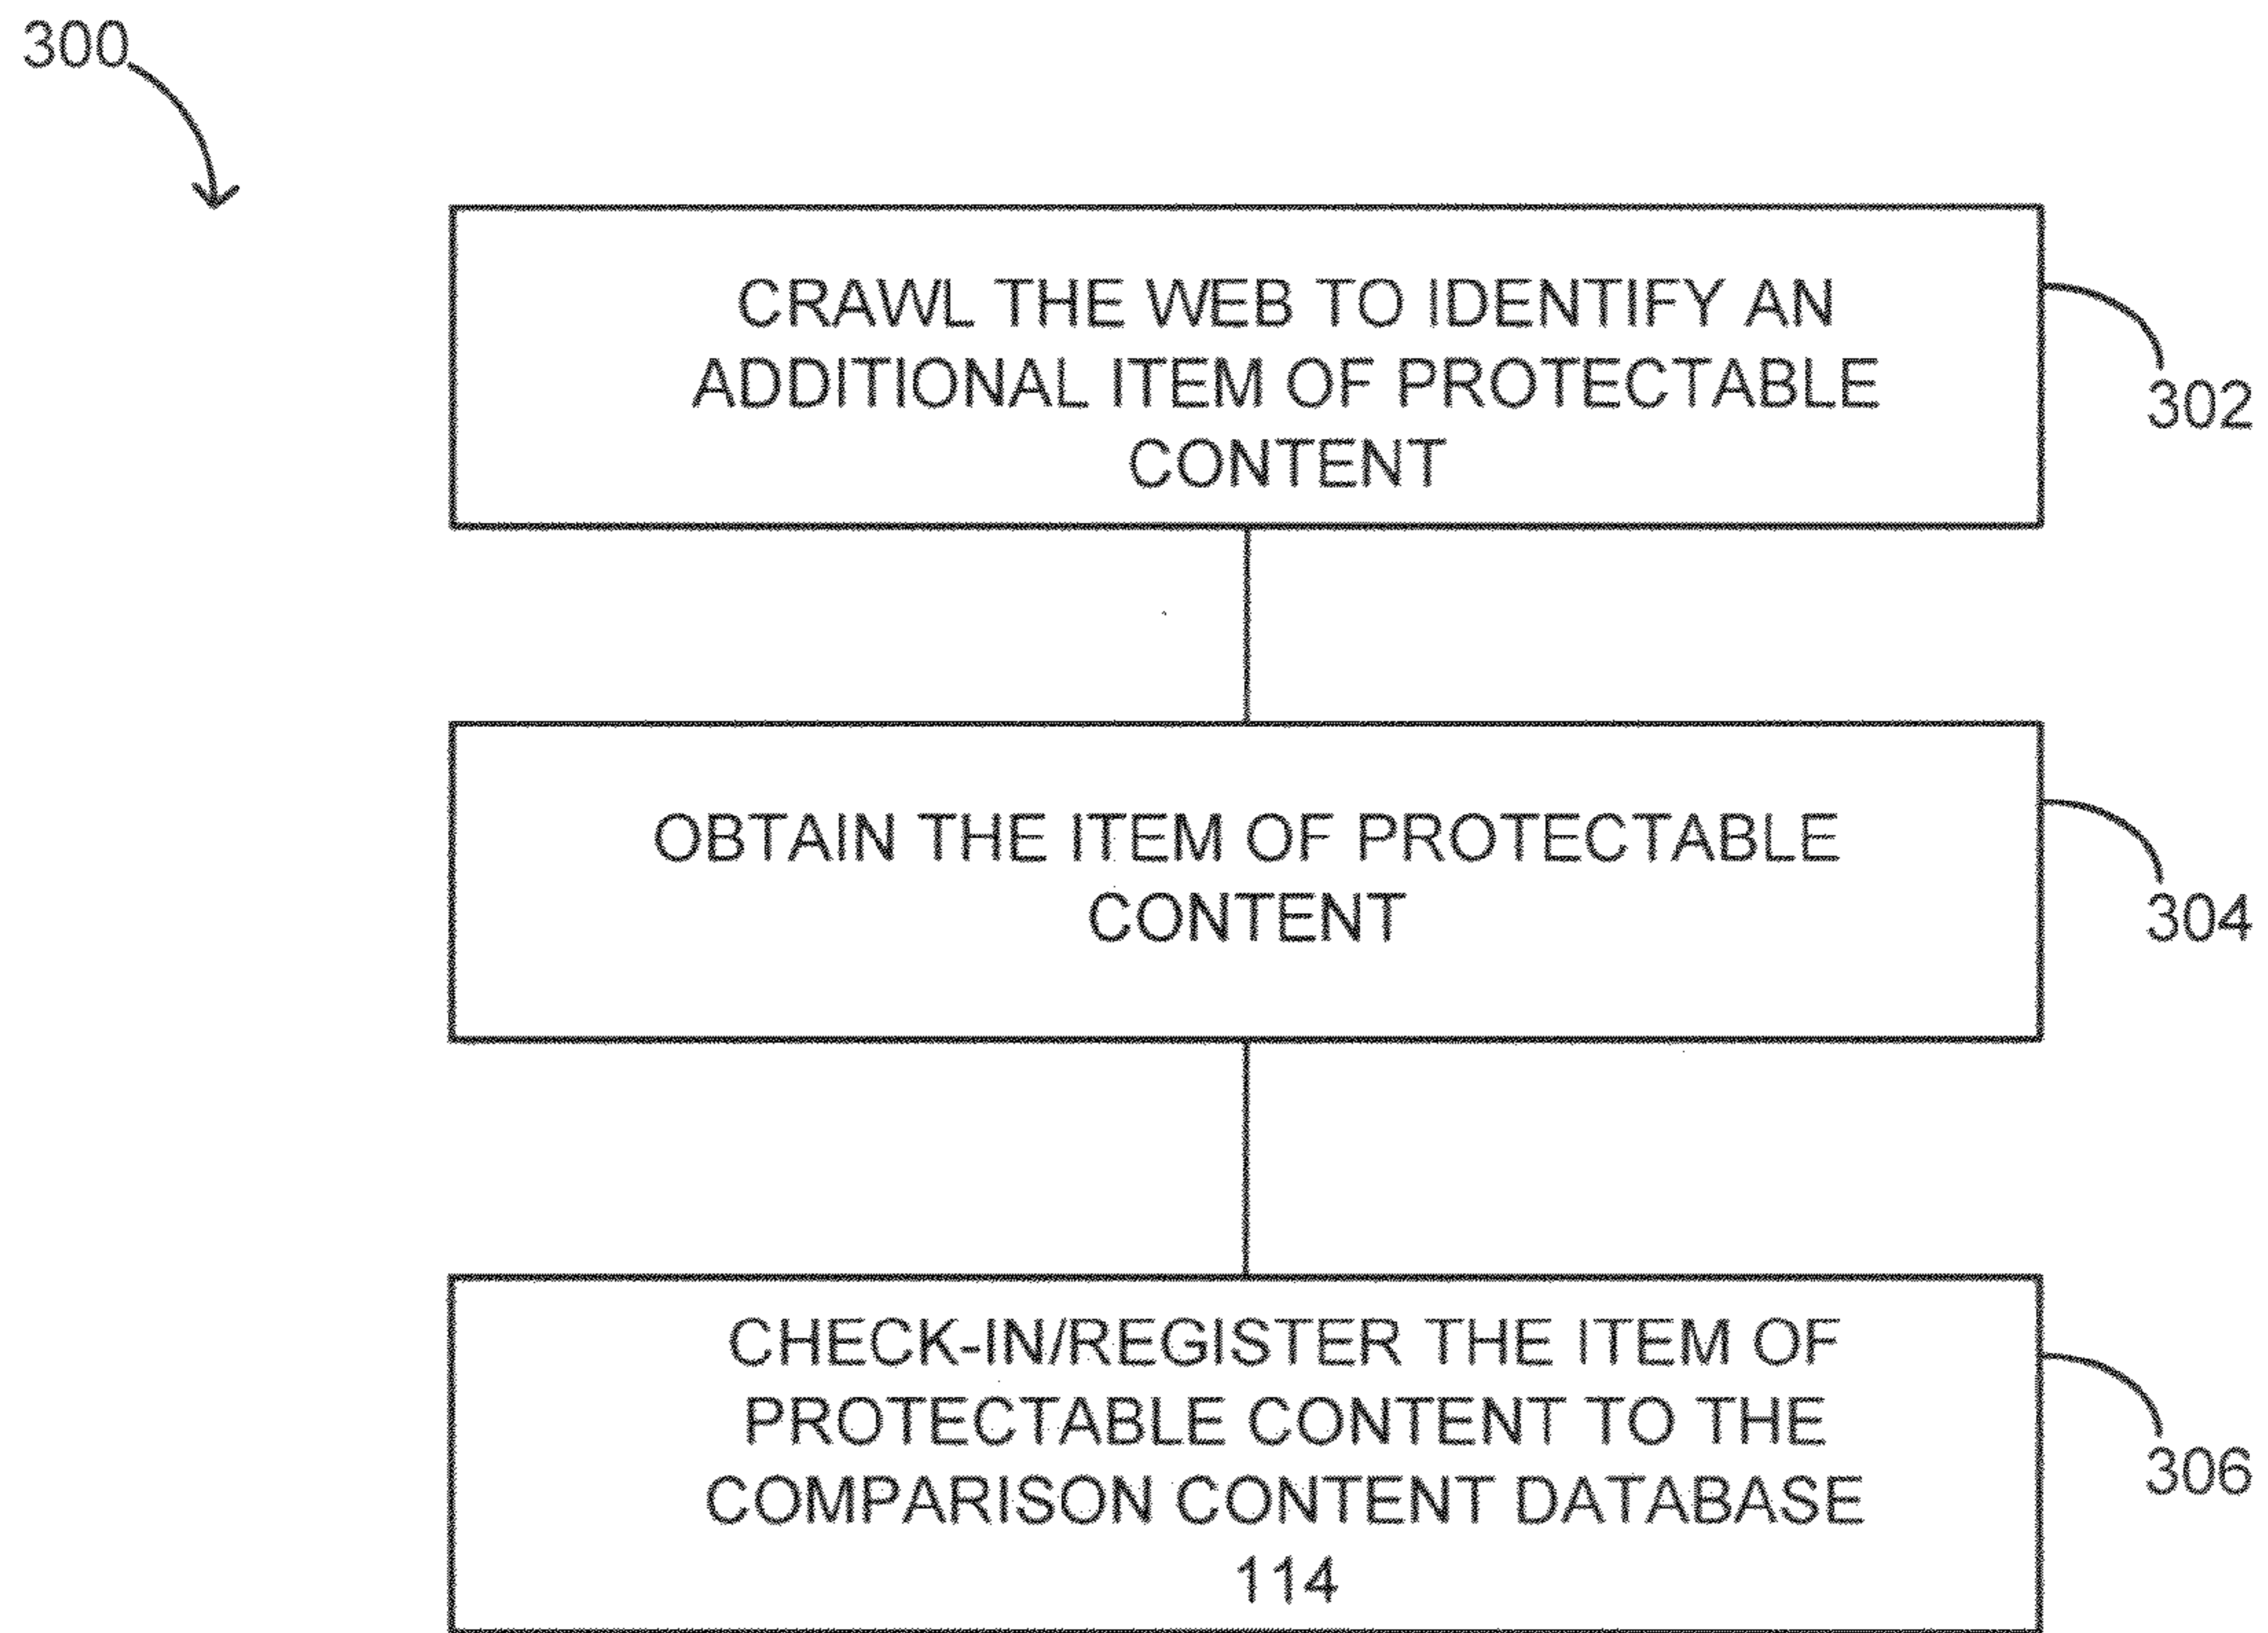 300
CRAWL THE WEB TO IDENTIFY AN
ADDITIONAL ITEM OF PROTECTABLE
CONTENT
302
OBTAIN THE ITEM OF PROTECTABLE
CONTENT
304
CHECK-IN/REGISTER THE ITEM OF
PROTECTABLE CONTENT TO THE
COMPARISON CONTENT DATABASE
114
306